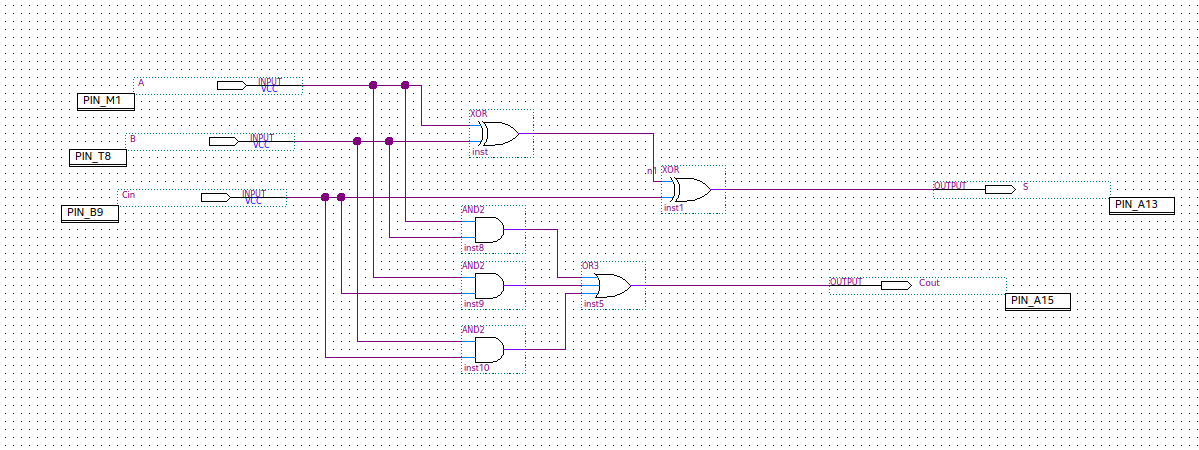 A
INPUT
VCC
PIN_M1
XOR
inst
B
INPUT
VCC
PIN_T8
n1
XOR
inst1
OUTPUT
S
PIN_A13
Cin
INPUT
VCC
PIN_B9
AND2
inst8
AND2
inst9
OR3
inst5
OUTPUT
Cout
PIN_A15
AND2
inst10